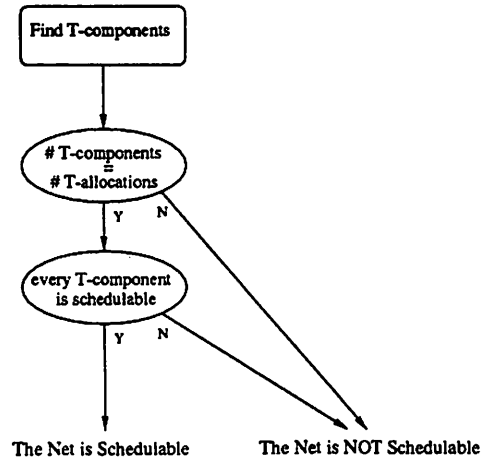 Find T-components
# T-components
=
# T-allocations
Y
N
every T-component
is schedulable
Y
N
The Net is Schedulable
The Net is NOT Schedulable